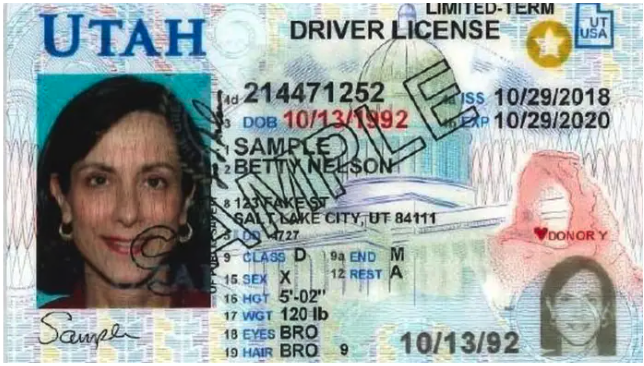 LIMITED-TERM
UTAH DRIVER LICENSE
UT
USA
4d 214471252 4a ISS 10/29/2018
3 DOB 10/13/1992 4b EXP 10/29/2020
1 SAMPLE
2 BETTY NELSON
8 123 FAKE ST
SALT LAKE CITY, UT 84111
5 DD 4727
9 CLASS D 9a END M
15 SEX X 12 REST A
16 HGT 5'-02"
17 WGT 120 lb
18 EYES BRO
19 HAIR BRO 9
DONOR Y
10/13/92
SAMPLE
Sample